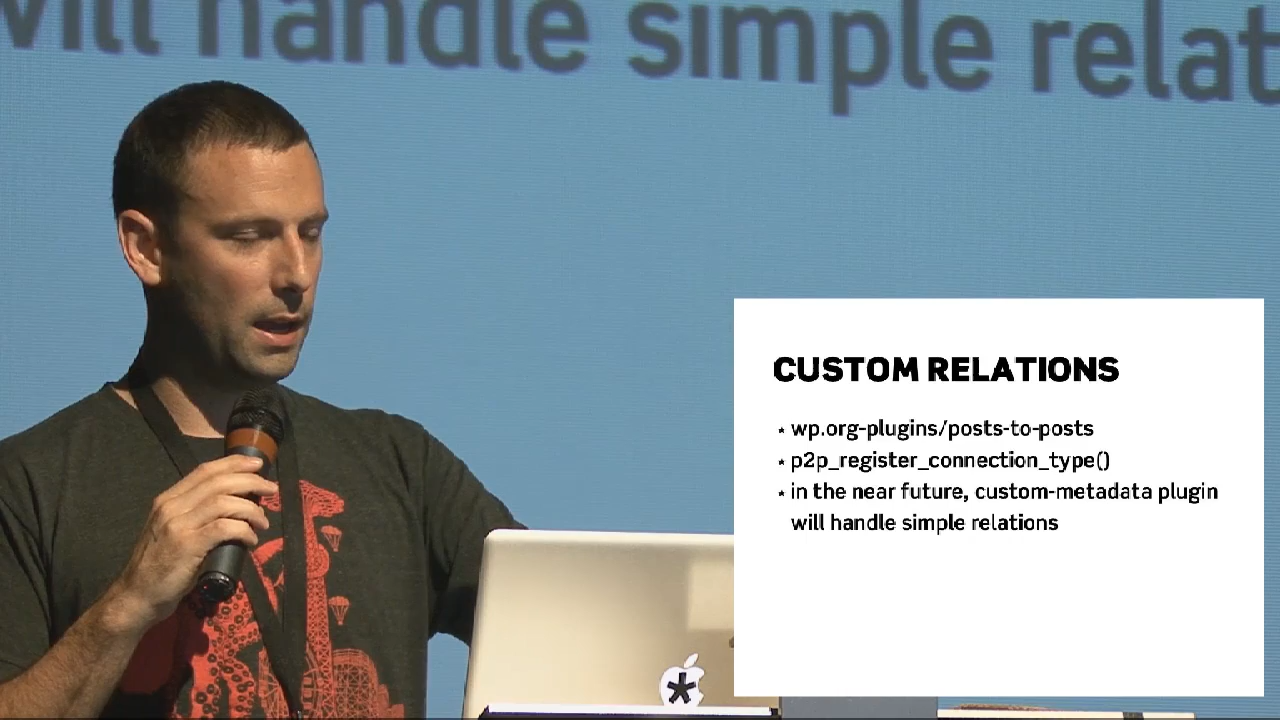 will handle simple relat
CUSTOM RELATIONS
* wp.org-plugins/posts-to-posts
* p2p_register_connection_type()
* in the near future, custom-metadata plugin
will handle simple relations